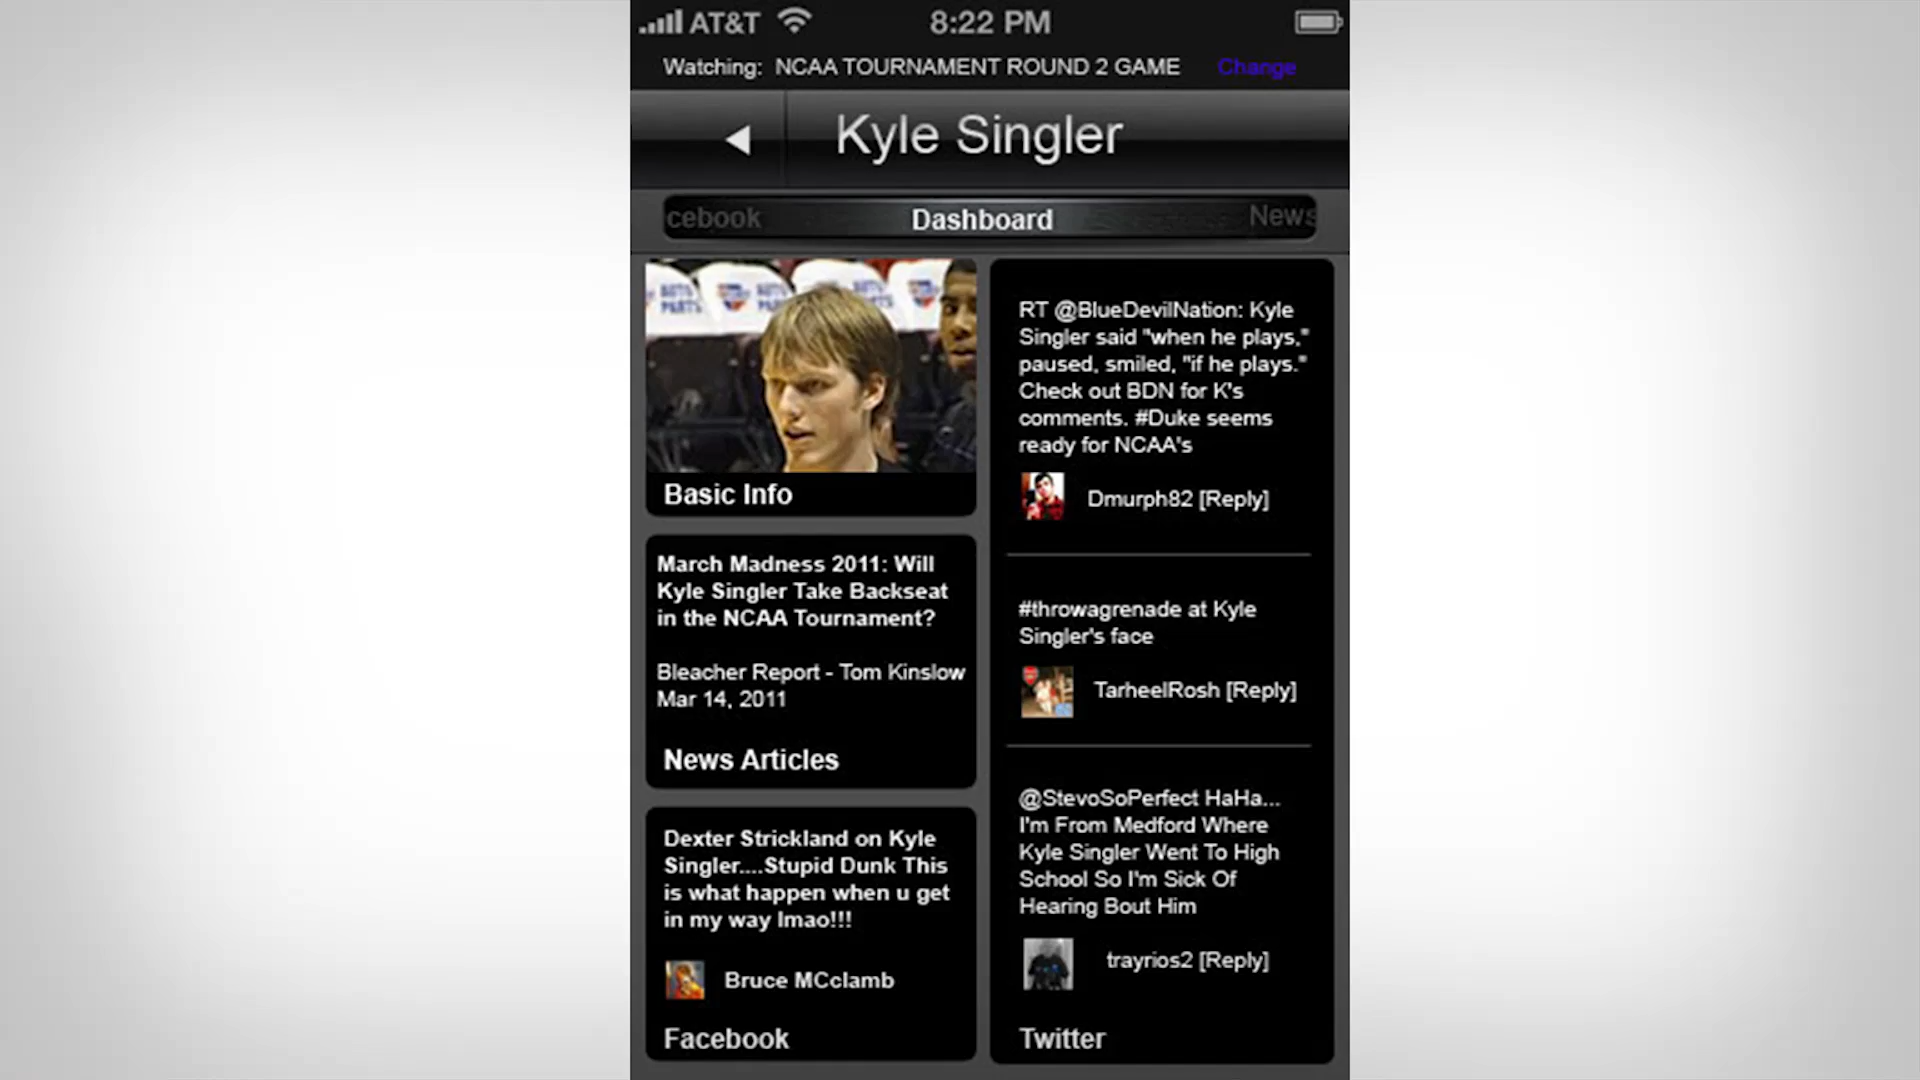 AT&T
8:22 PM
Watching: NCAA TOURNAMENT ROUND 2 GAME Change
Kyle Singler
cebook Dashboard News
Basic Info
March Madness 2011: Will
Kyle Singler Take Backseat
in the NCAA Tournament?
Bleacher Report - Tom Kinslow
Mar 14, 2011
News Articles
Dexter Strickland on Kyle
Singler....Stupid Dunk This
is what happen when u get
in my way lmao!!!
Bruce MCclamb
Facebook
RT @BlueDevilNation: Kyle
Singler said "when he plays,"
paused, smiled, "if he plays."
Check out BDN for K's
comments. #Duke seems
ready for NCAA's
Dmurph82 [Reply]
#throwagrenade at Kyle
Singler's face
TarheelRosh [Reply]
@StevoSoPerfect HaHa...
I'm From Medford Where
Kyle Singler Went To High
School So I'm Sick Of
Hearing Bout Him
trayrios2 [Reply]
Twitter